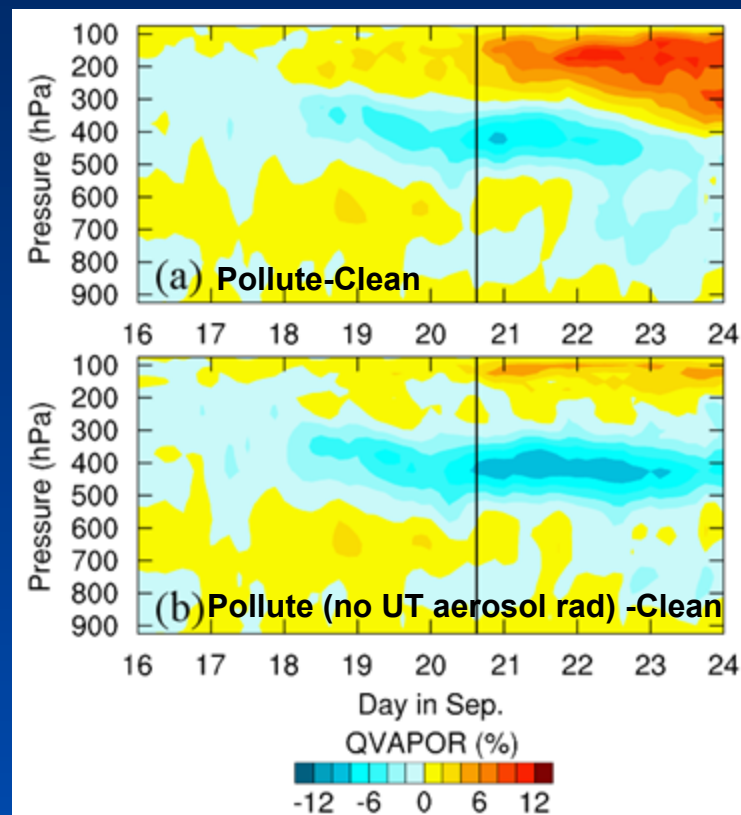 100
200
300
400
500
600
700
800
900
Pressure (hPa)
(a) Pollute-Clean
16 17 18 19 20 21 22 23 24
100
200
300
400
500
600
700
800
900
Pressure (hPa)
(b) Pollute (no UT aerosol rad) -Clean
16 17 18 19 20 21 22 23 24
Day in Sep.
QVAPOR (%)
-12 -6 0 6 12